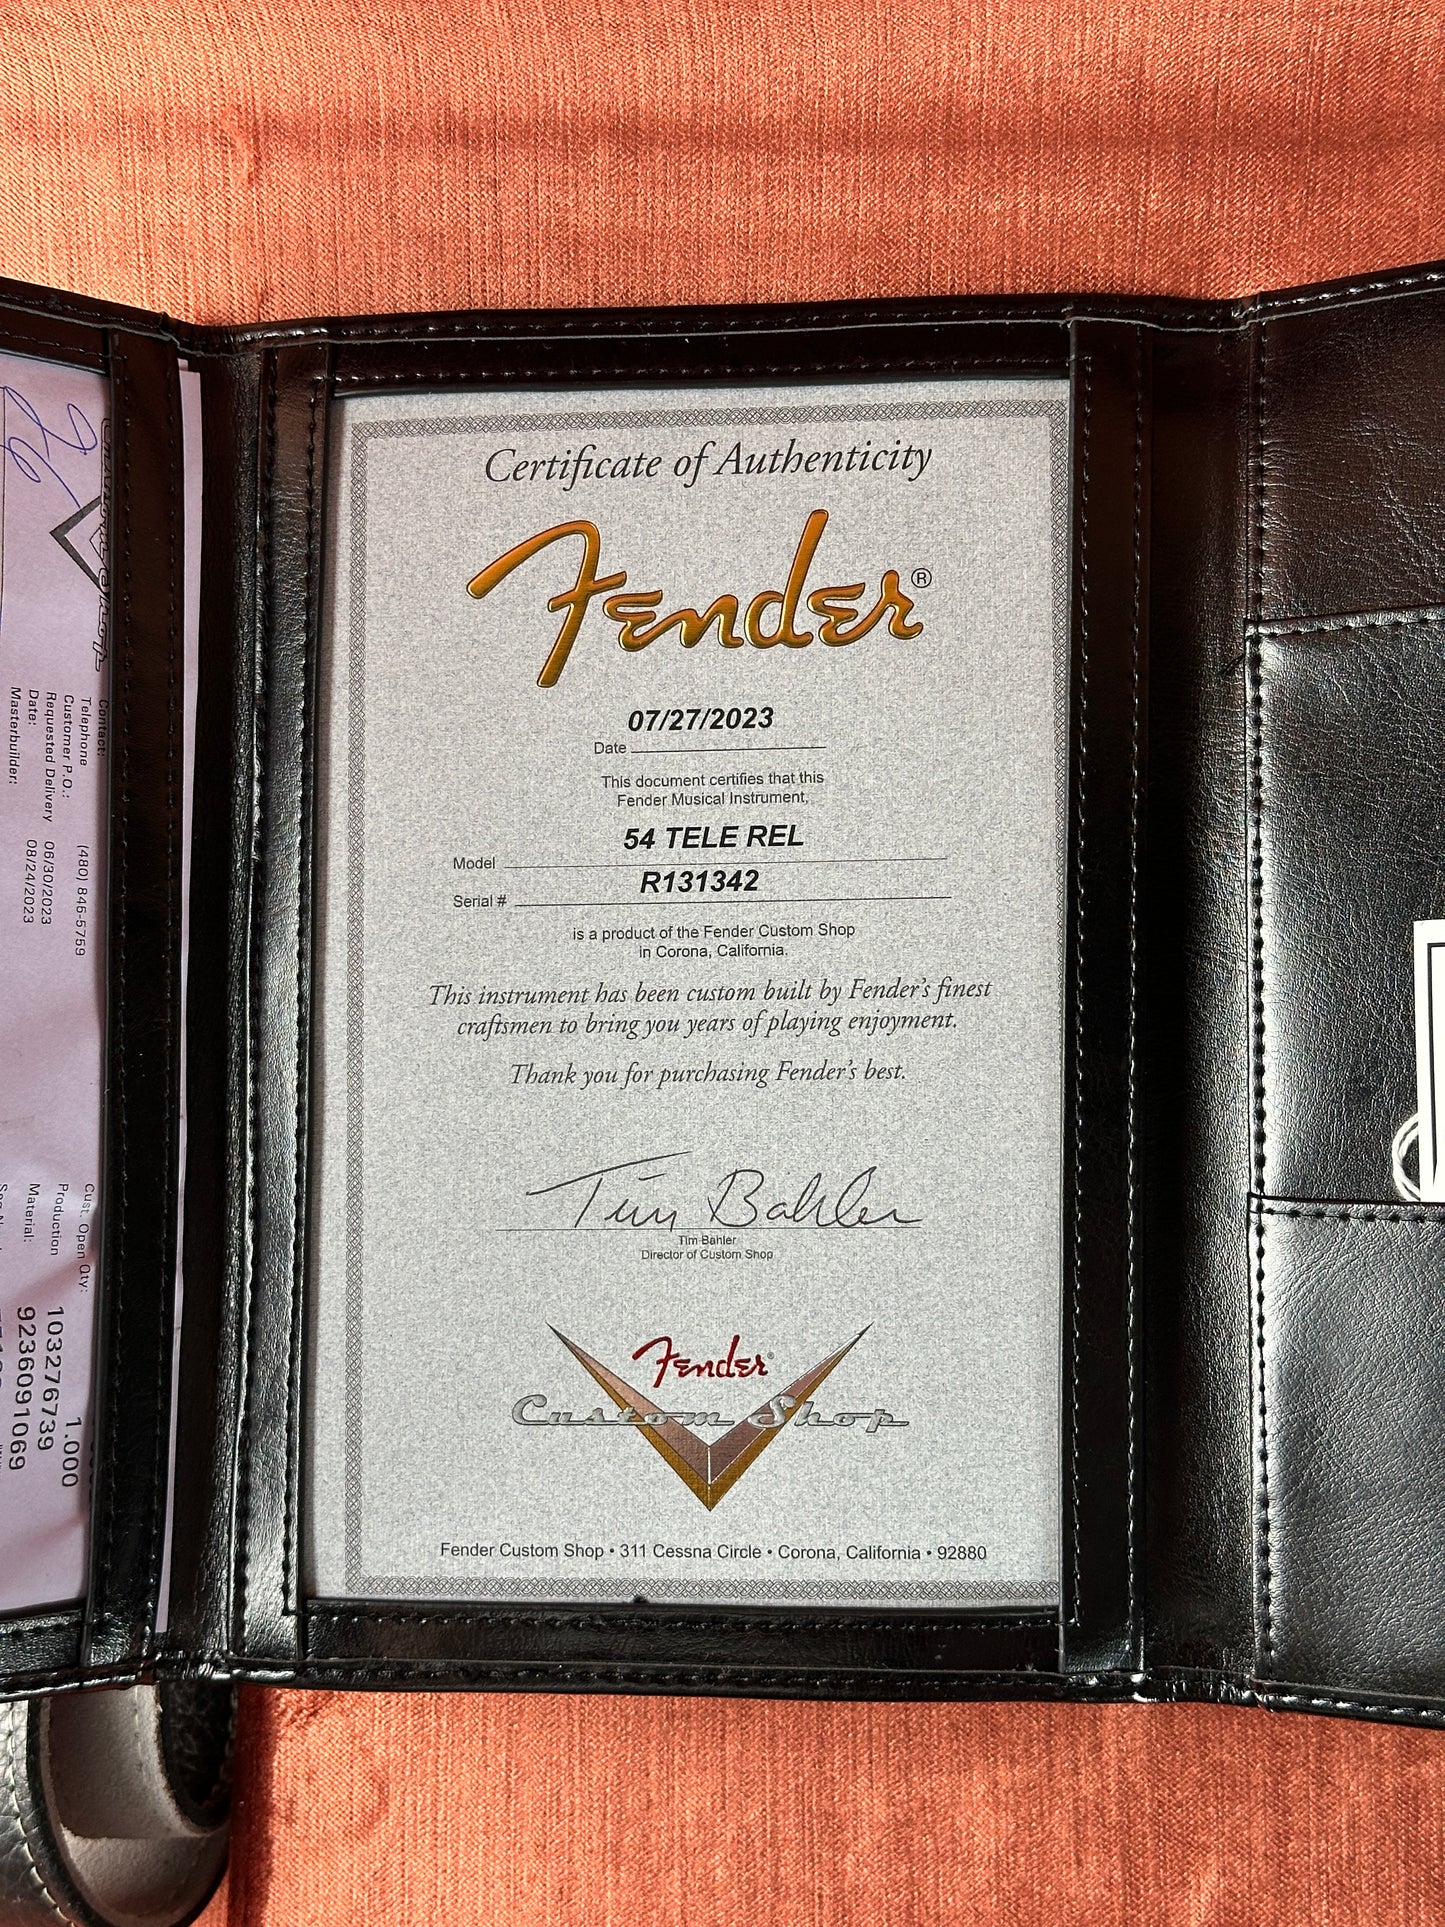 Custom Shop
Contact:
Telephone (480) 846-5759
Customer P.O.:
Requested Delivery 06/30/2023
Date: 08/24/2023
Masterbuilder:
Cust. Open Qty: 1.000
Production 103276739
Material: 9236091069
Certificate of Authenticity
Fender®
07/27/2023
Date
This document certifies that this
Fender Musical Instrument,
54 TELE REL
Model
R131342
Serial #
is a product of the Fender Custom Shop
in Corona, California.
This instrument has been custom built by Fender's finest
craftsmen to bring you years of playing enjoyment.
Thank you for purchasing Fender's best.
Tim Bahler
Tim Bahler
Director of Custom Shop
Fender®
Custom Shop
Fender Custom Shop • 311 Cessna Circle • Corona, California • 92880